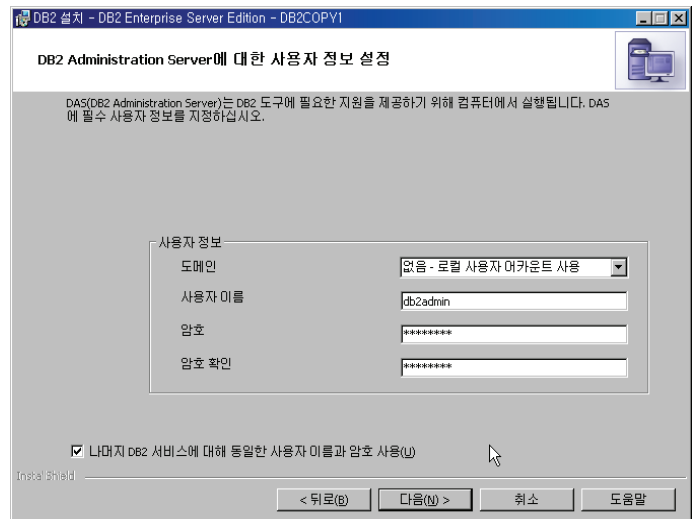 DB2 설치 - DB2 Enterprise Server Edition - DB2COPY1
DB2 Administration Server에 대한 사용자 정보 설정
DAS(DB2 Administration Server)는 DB2 도구에 필요한 지원을 제공하기 위해 컴퓨터에서 실행됩니다. DAS
에 필수 사용자 정보를 지정하십시오.
사용자 정보
도메인
없음 - 로컬 사용자 어카운트 사용
사용자 이름
db2admin
암호
********
암호 확인
********
나머지 DB2 서비스에 대해 동일한 사용자 이름과 암호 사용(U)
InstallShield
< 뒤로(B)
다음(N) >
취소
도움말